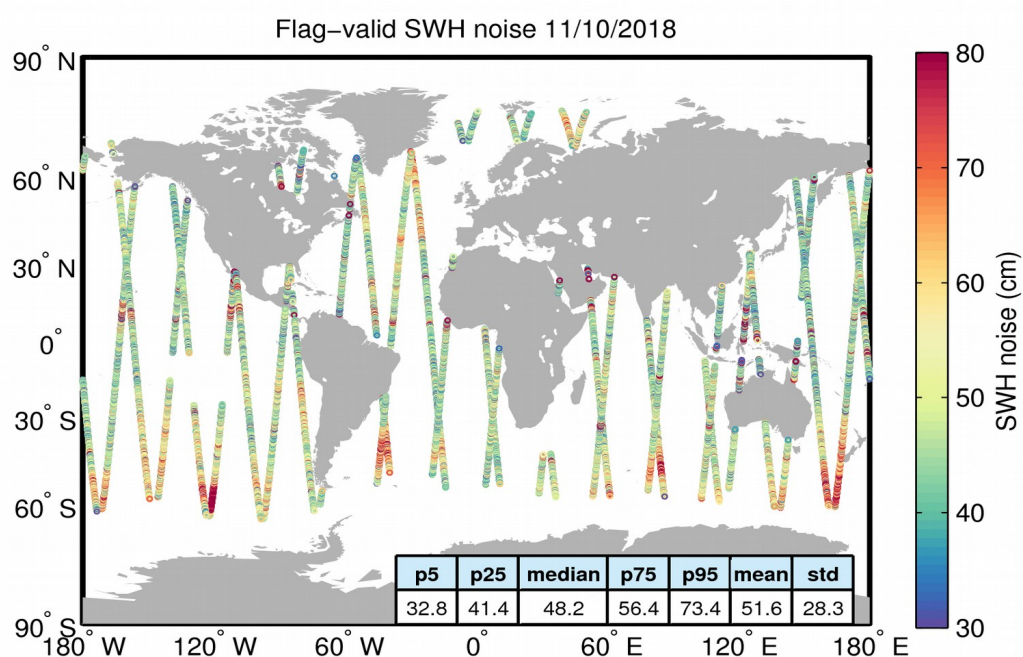 Flag−valid SWH noise 11/10/2018
90° N
60° N
30° N
0°
30° S
60° S
90° S
180° W
120° W
60° W
0°
60° E
120° E
180° E
p5 p25 median p75 p95 mean std
32.8 41.4 48.2 56.4 73.4 51.6 28.3
80
70
60
50
40
30
SWH noise (cm)